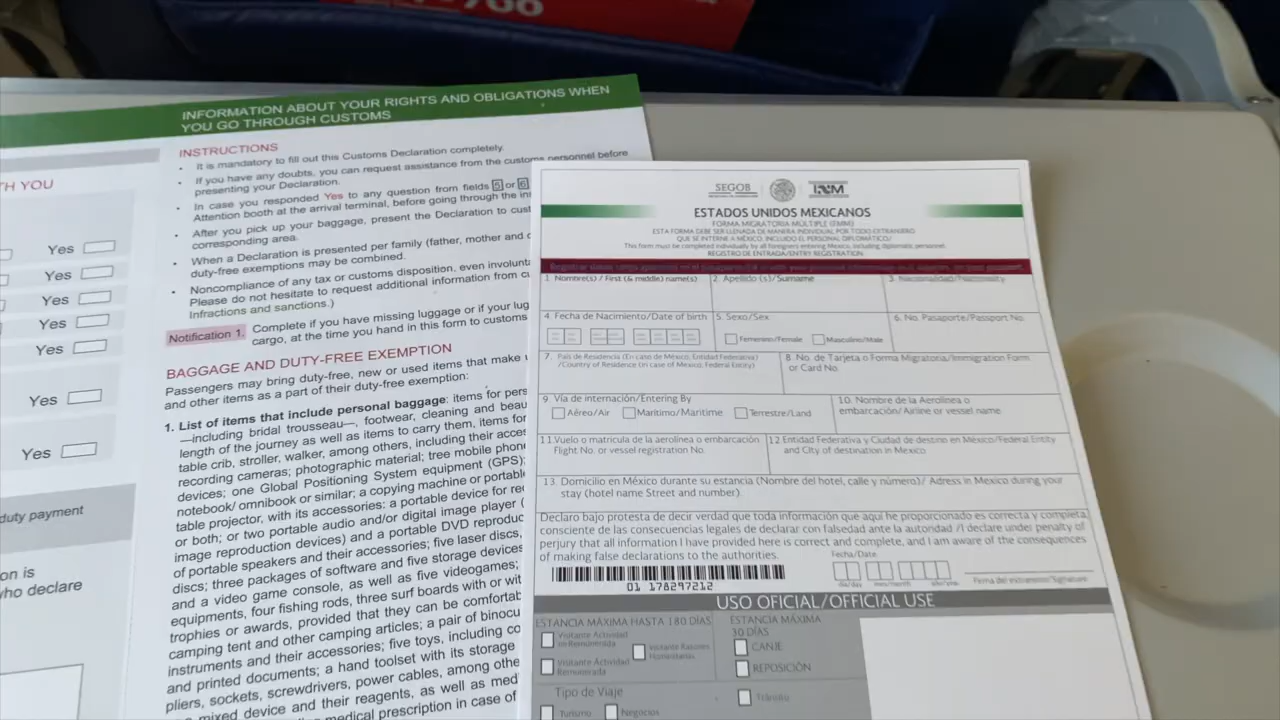 INFORMATION ABOUT YOUR RIGHTS AND OBLIGATIONS WHEN
YOU GO THROUGH CUSTOMS
TH YOU
Yes
Yes
Yes
Yes
Yes
Yes
Yes
duty payment
on is
who declare
INSTRUCTIONS
• It is mandatory to fill out this Customs Declaration completely.
• If you have any doubts, you can request assistance from the customs personnel before
presenting your Declaration.
• In case you responded Yes to any question from fields 5 or 6
Attention booth at the arrival terminal, before going through the
• After you pick up your baggage, present the Declaration to
corresponding area.
• When a Declaration is presented per family (father, mother and
duty-free exemptions may be combined.
• Noncompliance of any tax or customs disposition, even
Please do not hesitate to request additional information from
Infractions and sanctions.)
Notification 1. Complete if you have missing luggage or if your
cargo, at the time you hand in this form to customs
BAGGAGE AND DUTY-FREE EXEMPTION
Passengers may bring duty-free, new or used items that make
and other items as a part of their duty-free exemption:
1. List of items that include personal baggage: items for
—including bridal trousseau—, footwear, cleaning and
length of the journey as well as items to carry them, items for
table crib, stroller, walker, among others, including their
recording cameras; photographic material; tree mobile
devices; one Global Positioning System equipment (GPS);
notebook/ omnibook or similar; a copying machine or
table projector, with its accessories: a portable device for
or both; or two portable audio and/or digital image player (
image reproduction devices) and a portable DVD
of portable speakers and their accessories; five laser discs,
discs; three packages of software and five storage devices
and a video game console, as well as five videogames;
equipments, four fishing rods, three surf boards with or
trophies or awards, provided that they can be
camping tent and other camping articles; a pair of
instruments and their accessories; five toys, including
and printed documents; a hand toolset with its storage
pliers, sockets, screwdrivers, power cables, among
mixed device and their reagents, as well as
medical prescription in case of
SEGOB INM
ESTADOS UNIDOS MEXICANOS
FORMA MIGRATORIA MÚLTIPLE (FMM)
ESTA FORMA DEBE SER LLENADA DE MANERA INDIVIDUAL POR TODO EXTRANJERO
QUE SE INTERNE A MÉXICO, INCLUIDO EL PERSONAL DIPLOMÁTICO/
This form must be completed individually by all foreigners entering Mexico, including diplomatic personnel.
REGISTRO DE ENTRADA/ENTRY REGISTRATION
1. Nombre(s) / First (& middle) name(s) 2. Apellido (s)/Surname 3. Nacionalidad/Nationality
4. Fecha de Nacimiento/Date of birth 5. Sexo/Sex 6. No. Pasaporte/Passport No.
Femenino/Female Masculino/Male
7. País de Residencia (En caso de México, Entidad Federativa)
/Country of Residence (in case of Mexico, Federal Entity)
8. No. de Tarjeta o Forma Migratoria/Immigration Form
or Card No.
9. Vía de internación/Entering By
Aéreo/Air Marítimo/Maritime Terrestre/Land
10. Nombre de la Aerolínea o
embarcación/Airline or vessel name
11. Vuelo o matrícula de la aerolínea o embarcación
Flight No. or vessel registration No.
12. Entidad Federativa y Ciudad de destino en México/Federal Entity
and City of destination in Mexico
13. Domicilio en México durante su estancia (Nombre del hotel, calle y número)/ Adress in Mexico during your
stay (hotel name Street and number).
Declaro bajo protesta de decir verdad que toda información que aquí he proporcionado es correcta y completa,
consciente de las consecuencias legales de declarar con falsedad ante la autoridad /I declare under penalty of
perjury that all information I have provided here is correct and complete, and I am aware of the consequences
of making false declarations to the authorities.
Fecha/Date
día/day mes/month año/year
Firma del extranjero/Signature
01 178297212
USO OFICIAL/OFFICIAL USE
ESTANCIA MÁXIMA HASTA 180 DÍAS
Visitante Actividad
no Remunerada
Visitante Razones
Humanitarias
Visitante Actividad
Remunerada
ESTANCIA MÁXIMA
30 DÍAS
CANJE
REPOSICIÓN
Tipo de Viaje
Turismo Negocios
Tránsito